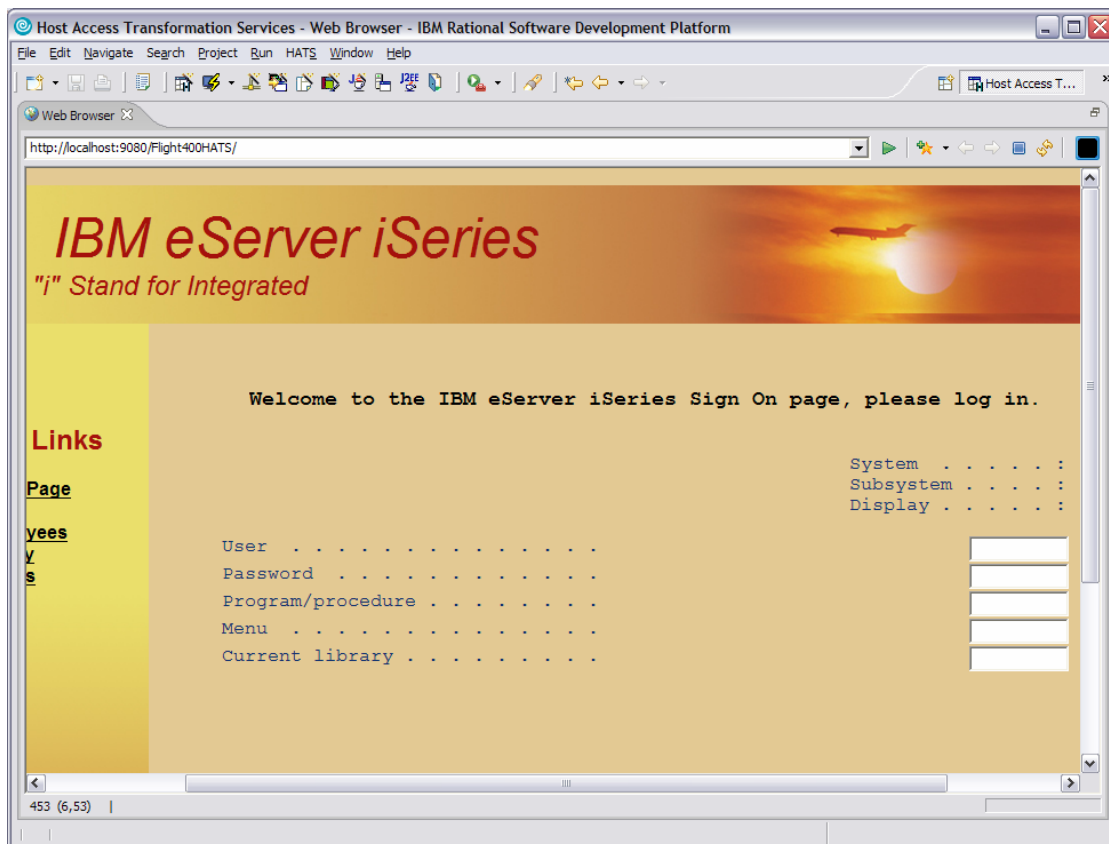 Host Access Transformation Services - Web Browser - IBM Rational Software Development Platform
File Edit Navigate Search Project Run HATS Window Help
Host Access T... »
Web Browser
http://localhost:9080/Flight400HATS/
IBM eServer iSeries
"i" Stand for Integrated
Welcome to the IBM eServer iSeries Sign On page, please log in.
Links
System . . . . . :
Subsystem . . . . :
Display . . . . . :
Page
yees
y
s
User . . . . . . . . . . . . . .
Password . . . . . . . . . . . .
Program/procedure . . . . . . . .
Menu . . . . . . . . . . . . . .
Current library . . . . . . . . .
453 (6,53)